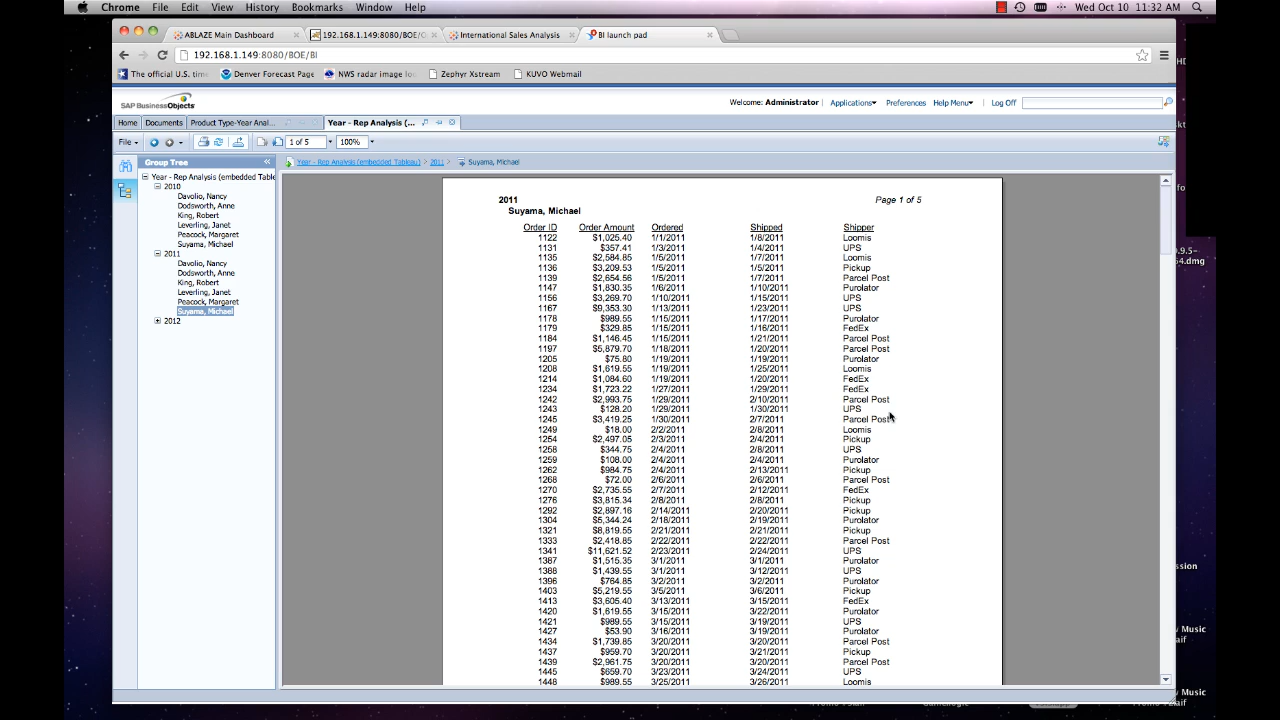 Chrome File Edit View History Bookmarks Window Help Wed Oct 10 11:32 AM
ABLAZE Main Dashboard 192.168.1.149:8080/BOE/C International Sales Analysis BI launch pad
192.168.1.149:8080/BOE/BI
The official U.S. time Denver Forecast Page NWS radar image lo Zephyr Xstream KUVO Webmail
SAP BusinessObjects Welcome: Administrator Applications Preferences Help Menu Log Off
Home Documents Product Type-Year Anal... Year - Rep Analysis (...
File 1 of 5 100%
Group Tree
Year - Rep Analysis (embedded Table
2010
Davolio, Nancy
Dodsworth, Anne
King, Robert
Leverling, Janet
Peacock, Margaret
Suyama, Michael
2011
Davolio, Nancy
Dodsworth, Anne
King, Robert
Leverling, Janet
Peacock, Margaret
Suyama, Michael
2012
Year - Rep Analysis (embedded Tableau) > 2011 > Suyama, Michael
2011 Page 1 of 5
Suyama, Michael
Order ID Order Amount Ordered Shipped Shipper
1122 $1,025.40 1/1/2011 1/8/2011 Loomis
1131 $357.41 1/3/2011 1/4/2011 UPS
1135 $2,584.85 1/5/2011 1/7/2011 Loomis
1136 $3,209.53 1/5/2011 1/5/2011 Pickup
1139 $2,654.56 1/5/2011 1/7/2011 Parcel Post
1147 $1,830.35 1/6/2011 1/10/2011 Purolator
1156 $3,269.70 1/10/2011 1/15/2011 UPS
1167 $9,353.30 1/13/2011 1/23/2011 UPS
1178 $989.55 1/15/2011 1/17/2011 Purolator
1179 $329.85 1/15/2011 1/16/2011 FedEx
1184 $1,146.45 1/15/2011 1/21/2011 Parcel Post
1197 $5,879.70 1/18/2011 1/20/2011 Parcel Post
1205 $75.80 1/19/2011 1/19/2011 Purolator
1208 $1,619.55 1/19/2011 1/25/2011 Loomis
1214 $1,084.60 1/19/2011 1/20/2011 FedEx
1234 $1,723.22 1/27/2011 1/29/2011 FedEx
1242 $2,993.75 1/29/2011 2/10/2011 Parcel Post
1243 $128.20 1/29/2011 1/30/2011 UPS
1245 $3,419.25 1/30/2011 2/7/2011 Parcel Post
1249 $18.00 2/2/2011 2/8/2011 Loomis
1254 $2,497.05 2/3/2011 2/4/2011 Pickup
1258 $344.75 2/4/2011 2/8/2011 UPS
1259 $108.00 2/4/2011 2/4/2011 Purolator
1262 $984.75 2/4/2011 2/13/2011 Pickup
1268 $72.00 2/6/2011 2/6/2011 Parcel Post
1270 $2,735.55 2/7/2011 2/12/2011 FedEx
1276 $3,815.34 2/8/2011 2/8/2011 Pickup
1292 $2,897.16 2/14/2011 2/20/2011 Pickup
1304 $5,344.24 2/18/2011 2/19/2011 Purolator
1321 $8,819.55 2/21/2011 2/21/2011 Pickup
1333 $2,418.85 2/22/2011 2/22/2011 Parcel Post
1341 $11,621.52 2/23/2011 2/24/2011 UPS
1387 $1,515.35 3/1/2011 3/1/2011 Purolator
1388 $1,439.55 3/1/2011 3/12/2011 UPS
1396 $764.85 3/2/2011 3/2/2011 Purolator
1403 $5,219.55 3/5/2011 3/6/2011 Pickup
1413 $3,605.40 3/13/2011 3/15/2011 FedEx
1420 $1,619.55 3/15/2011 3/22/2011 Purolator
1421 $989.55 3/15/2011 3/19/2011 UPS
1427 $53.90 3/16/2011 3/19/2011 Purolator
1434 $1,739.85 3/20/2011 3/20/2011 Parcel Post
1437 $959.70 3/20/2011 3/21/2011 Pickup
1439 $2,961.75 3/20/2011 3/20/2011 Parcel Post
1445 $659.70 3/23/2011 3/24/2011 UPS
1448 $989.55 3/25/2011 3/26/2011 Loomis
HD
kt
fo
0.9.5-
64.dmg
ssion
w Music
aif
w Music
aif